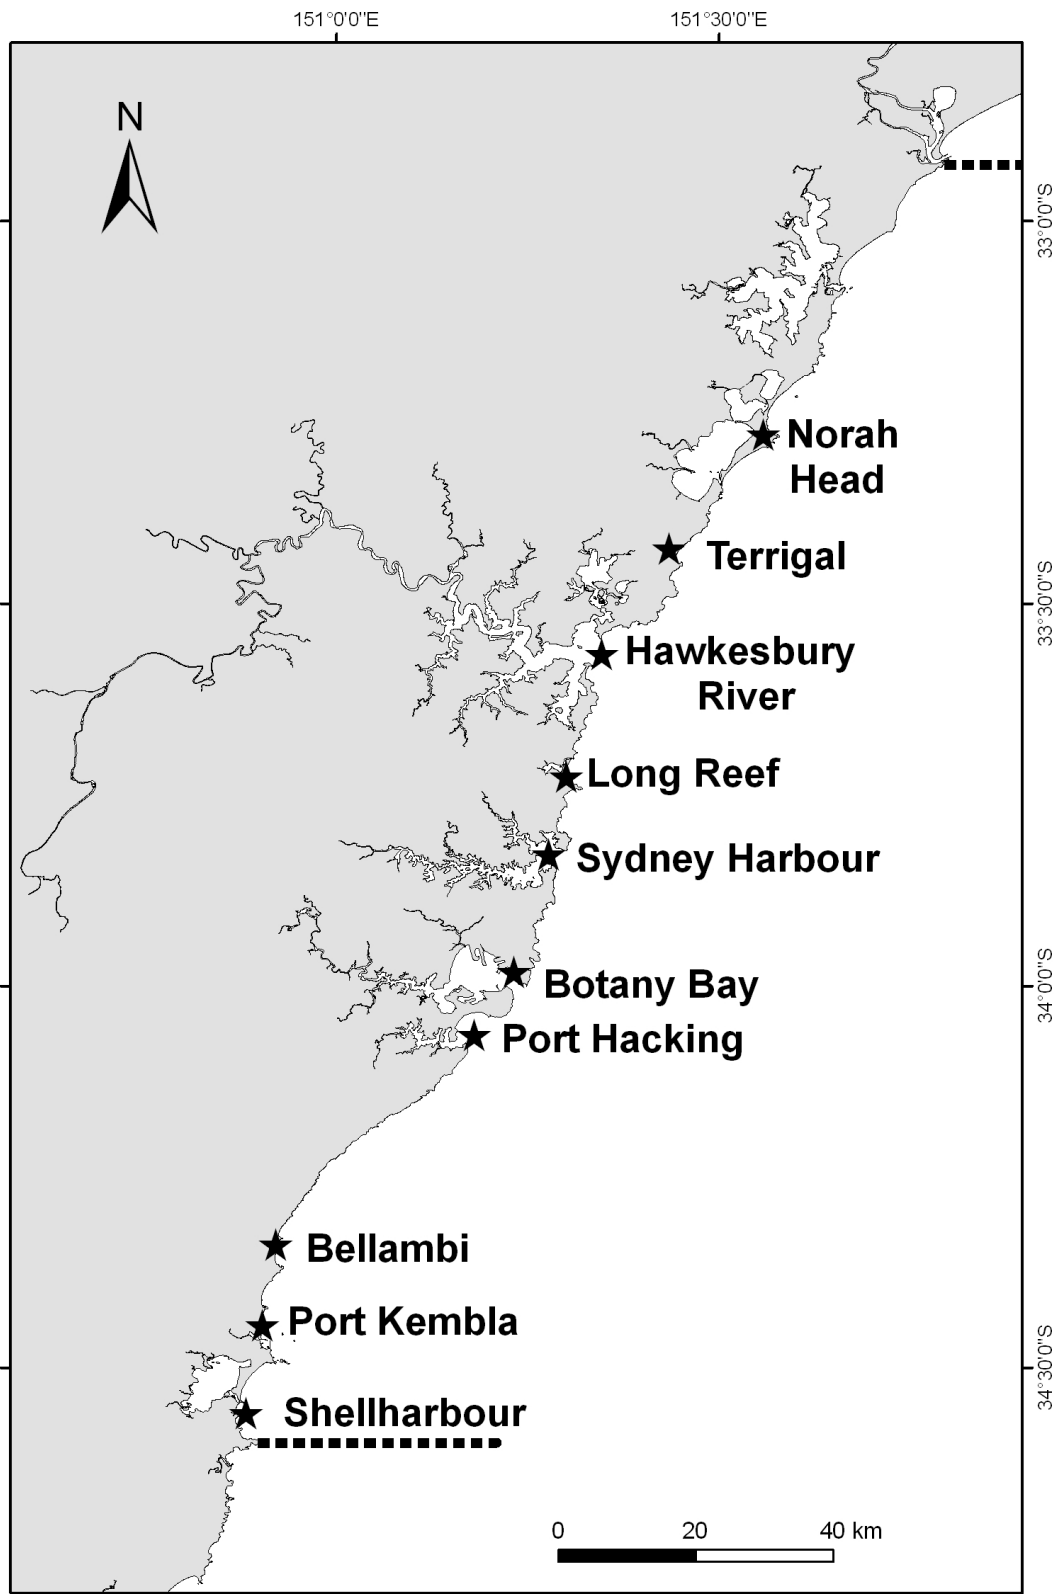 151°0'0"E
151°30'0"E
N
33°0'0"S
Norah
Head
Terrigal
33°30'0"S
Hawkesbury
River
Long Reef
Sydney Harbour
Botany Bay
34°0'0"S
Port Hacking
Bellambi
Port Kembla
34°30'0"S
Shellharbour
0 20 40 km